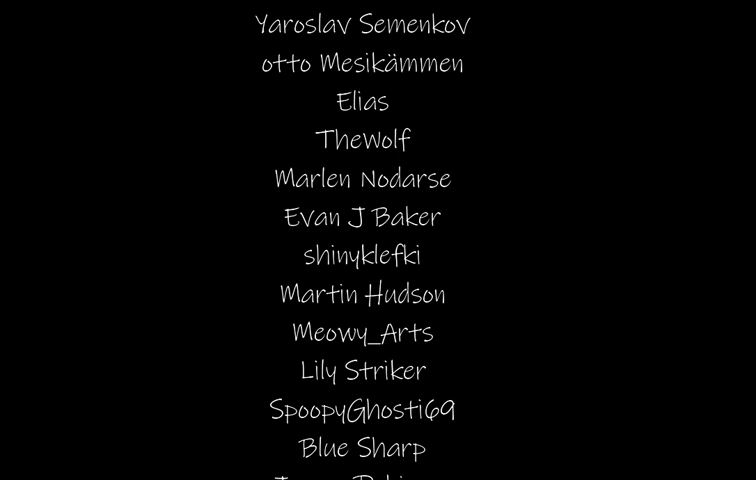 Yaroslav Semenkov
otto Mesikämmen
Elias
TheWolf
Marlen Nodarse
Evan J Baker
shinyklefki
Martin Hudson
Meowy_Arts
Lily Striker
SpoopyGhosti69
Blue Sharp